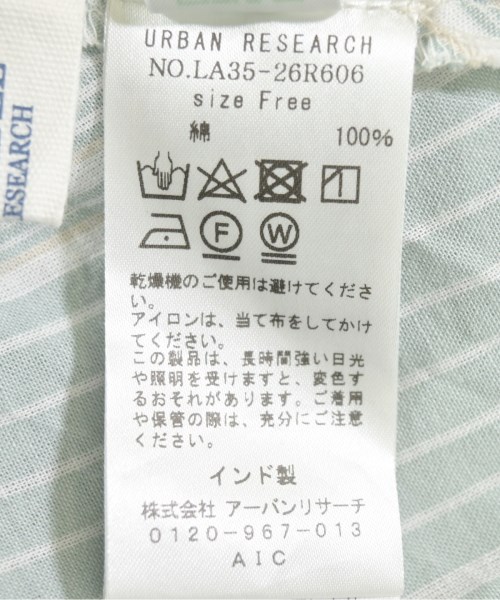 URBAN RESEARCH
NO.LA35-26R606
size Free
綿 100%
F W
乾燥機のご使用は避けてくださ
い。
アイロンは、当て布をしてかけ
てください。
この製品は、長時間強い日光
や照明を受けますと、変色す
るおそれがあります。ご着用
や保管の際は、充分にご注意
ください。
インド製
株式会社 アーバンリサーチ
0120-967-013
AIC
RESEARCH